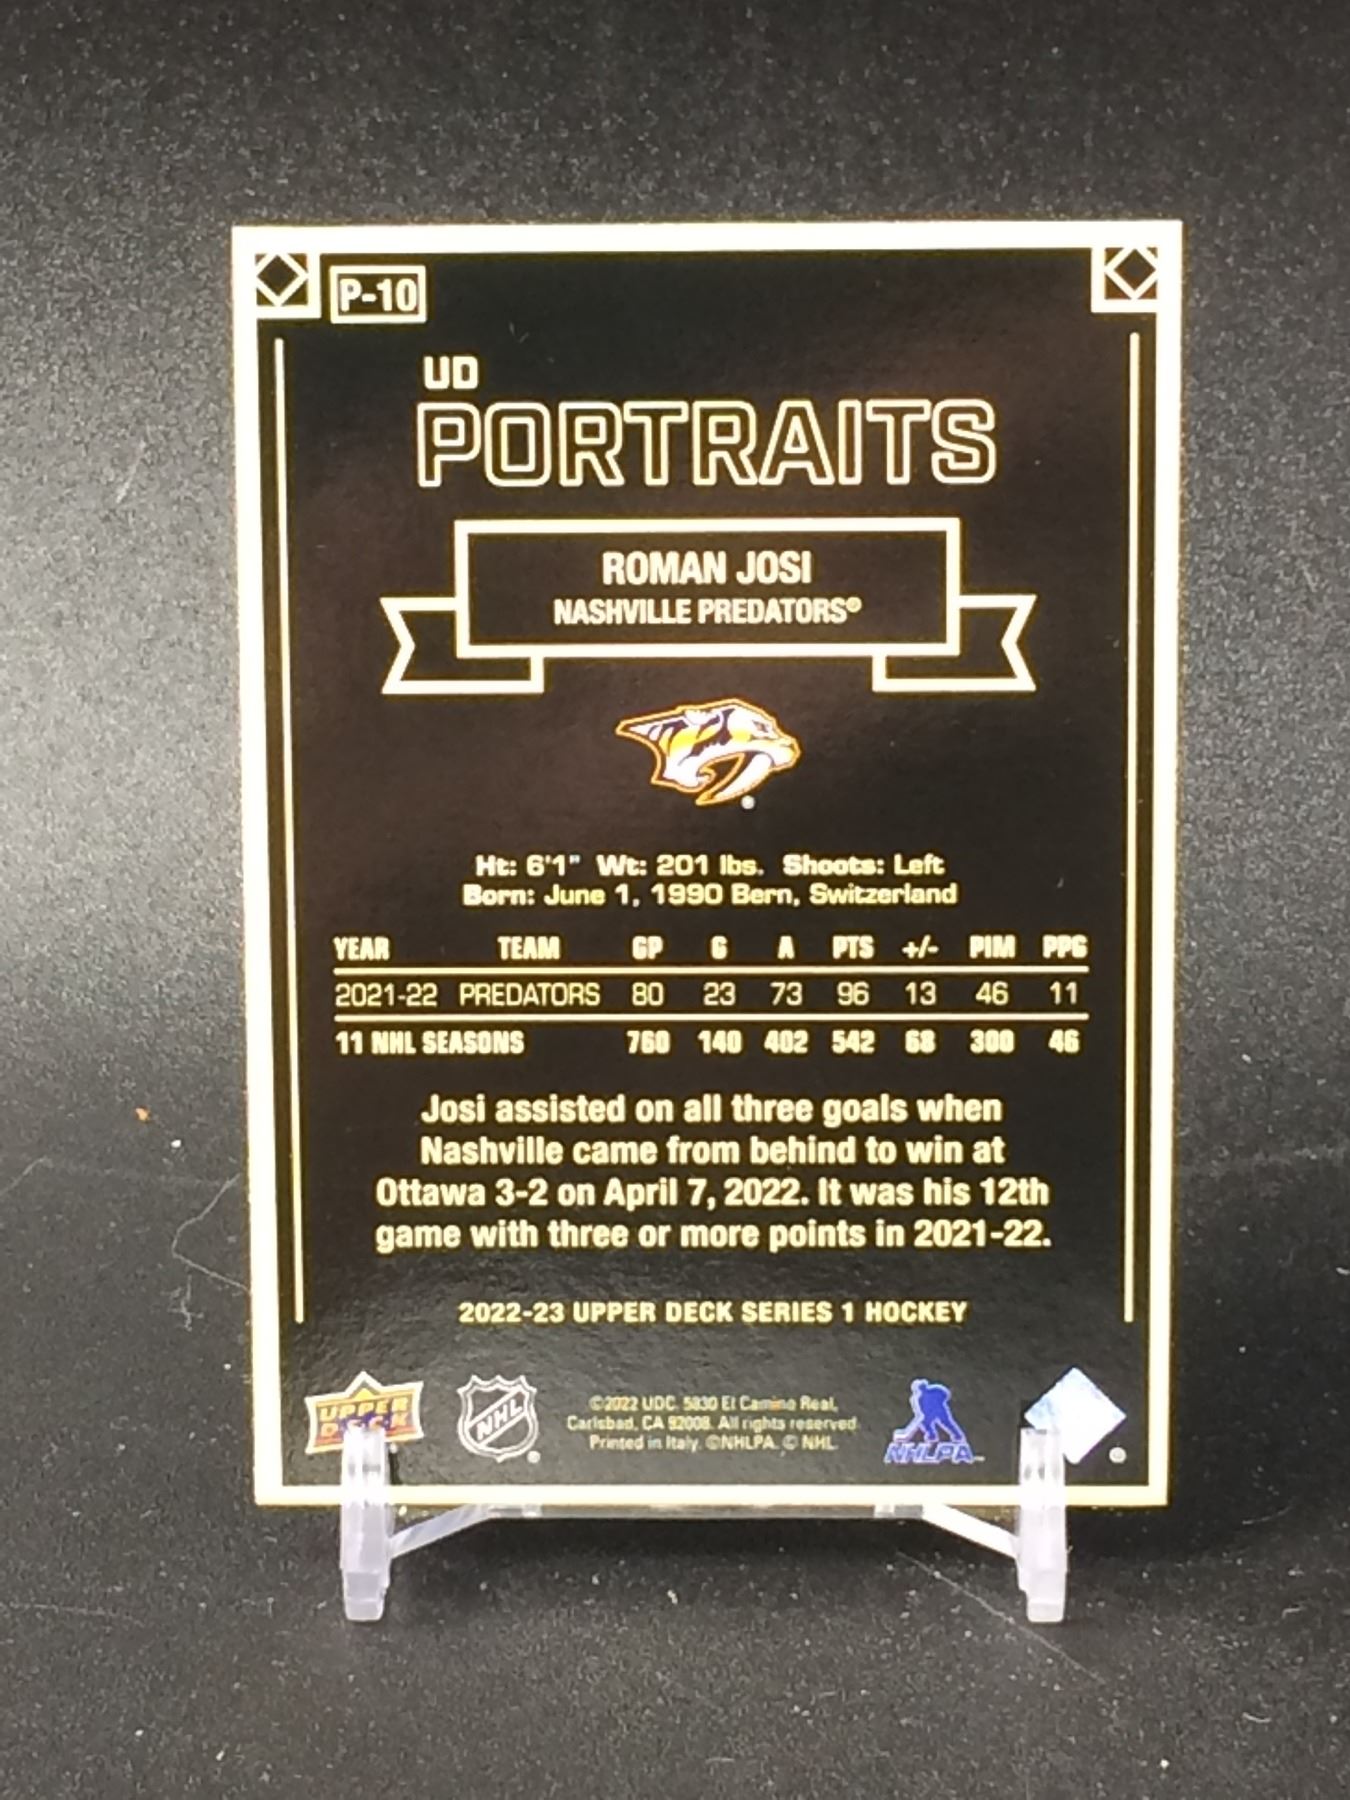 P-10
UD
PORTRAITS
ROMAN JOSI
NASHVILLE PREDATORS®
Ht: 6'1" Wt: 201 lbs. Shoots: Left
Born: June 1, 1990 Bern, Switzerland
YEAR TEAM GP G A PTS +/- PIM PPG
2021-22 PREDATORS 80 23 73 96 13 46 11
11 NHL SEASONS 760 140 402 542 68 300 46
Josi assisted on all three goals when
Nashville came from behind to win at
Ottawa 3-2 on April 7, 2022. It was his 12th
game with three or more points in 2021-22.
2022-23 UPPER DECK SERIES 1 HOCKEY
UPPER
DECK
NHL
©2022 UDC. 5830 El Camino Real,
Carlsbad, CA 92008. All rights reserved
Printed in Italy. ©NHLPA. © NHL
NHLPA